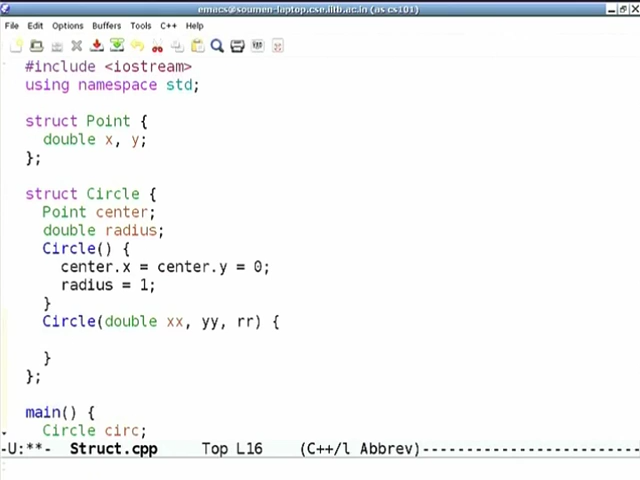 emacs@soumen-laptop.cse.iitb.ac.in (as cs101)
File Edit Options Buffers Tools C++ Help
#include <iostream>
using namespace std;
struct Point {
double x, y;
};
struct Circle {
Point center;
double radius;
Circle() {
center.x = center.y = 0;
radius = 1;
}
Circle(double xx, yy, rr) {
}
};
main() {
Circle circ;
-U:**- Struct.cpp Top L16 (C++/l Abbrev)--------------------------